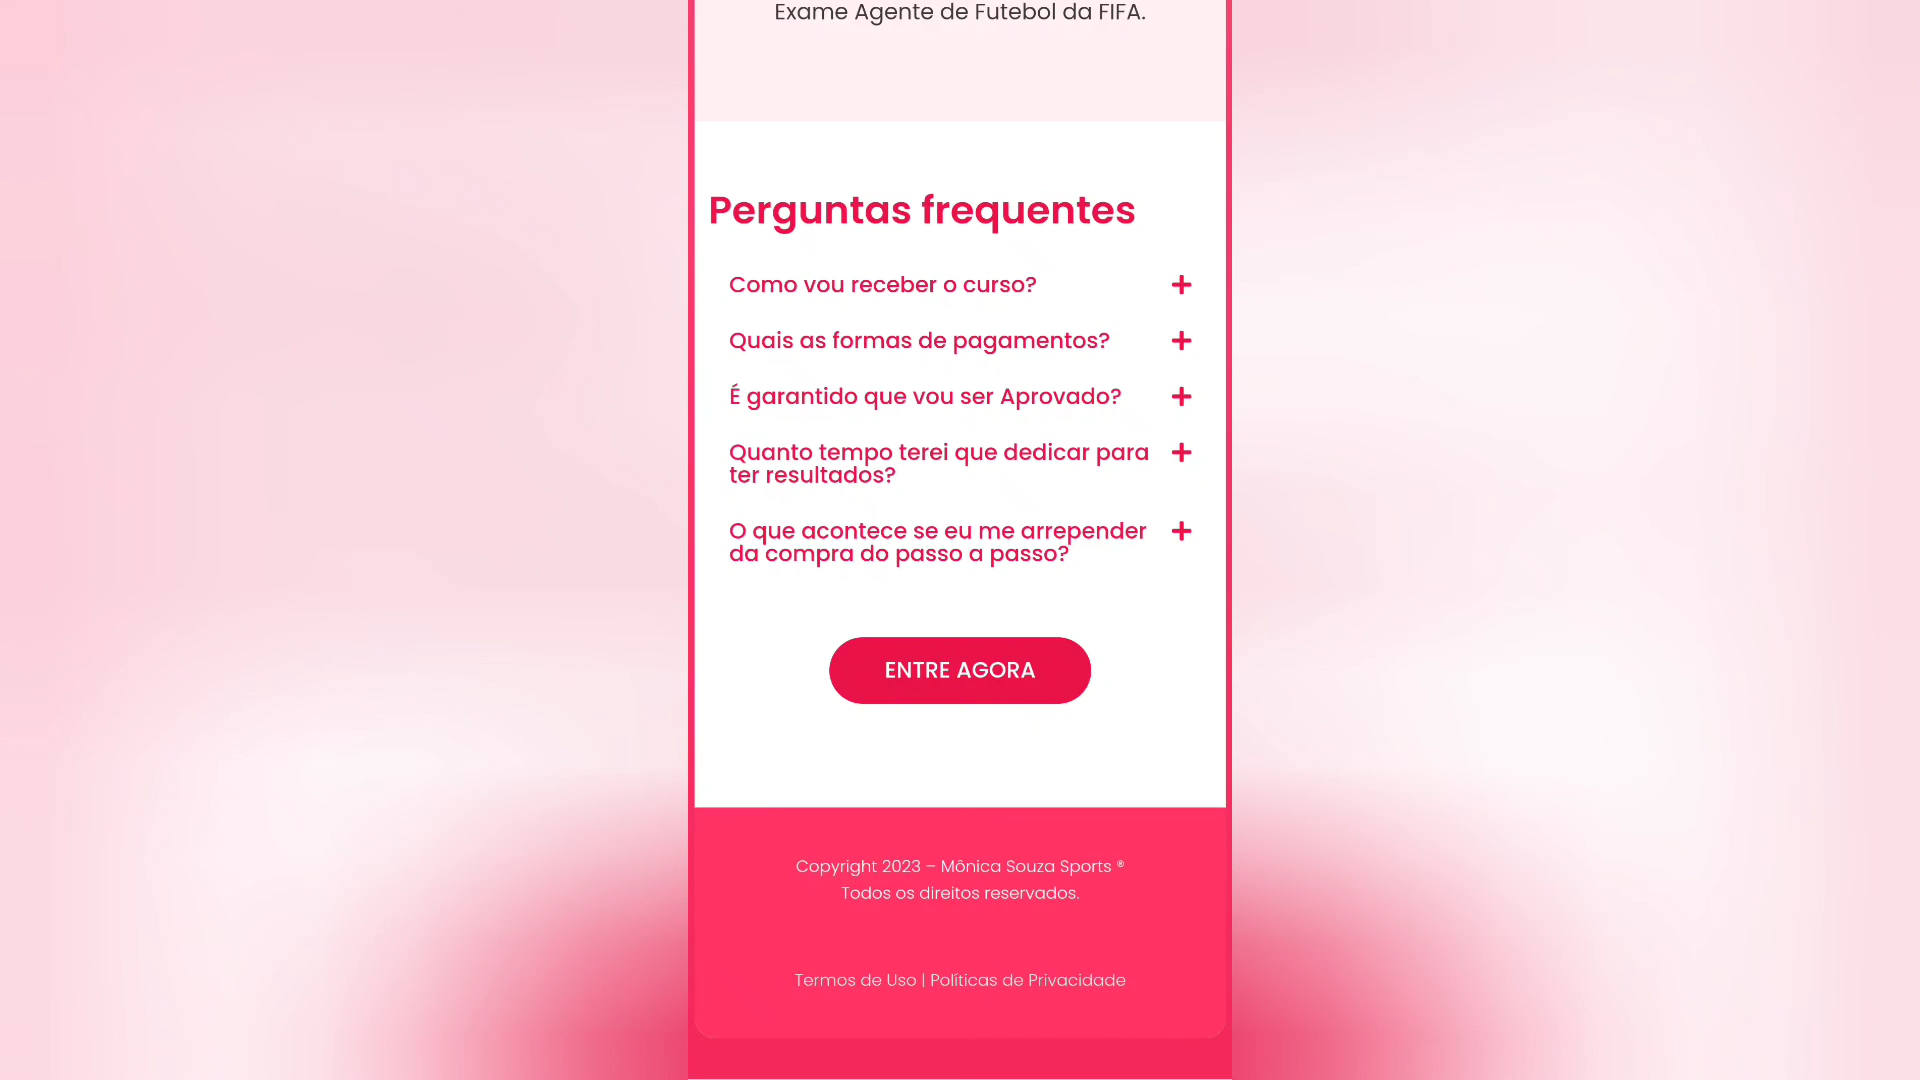 Exame Agente de Futebol da FIFA.
Perguntas frequentes
Como vou receber o curso?
Quais as formas de pagamentos?
É garantido que vou ser Aprovado?
Quanto tempo terei que dedicar para
ter resultados?
O que acontece se eu me arrepender
da compra do passo a passo?
ENTRE AGORA
Copyright 2023 – Mônica Souza Sports ®
Todos os direitos reservados.
Termos de Uso | Políticas de Privacidade